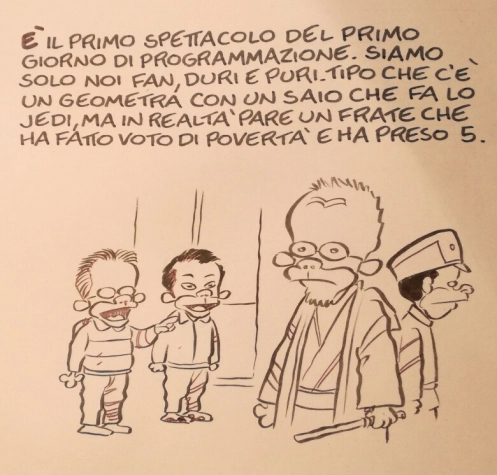 È IL PRIMO SPETTACOLO DEL PRIMO
GIORNO DI PROGRAMMAZIONE. SIAMO
SOLO NOI FAN, DURI E PURI-TIPO CHE C'È
UN GEOMETRA CON UN SAIO CHE FA LO
JEDI, MA IN REALTA' PARE UN FRATE CHE
HA FATTO VOTO DI POVERTA' E HA PRESO 5.